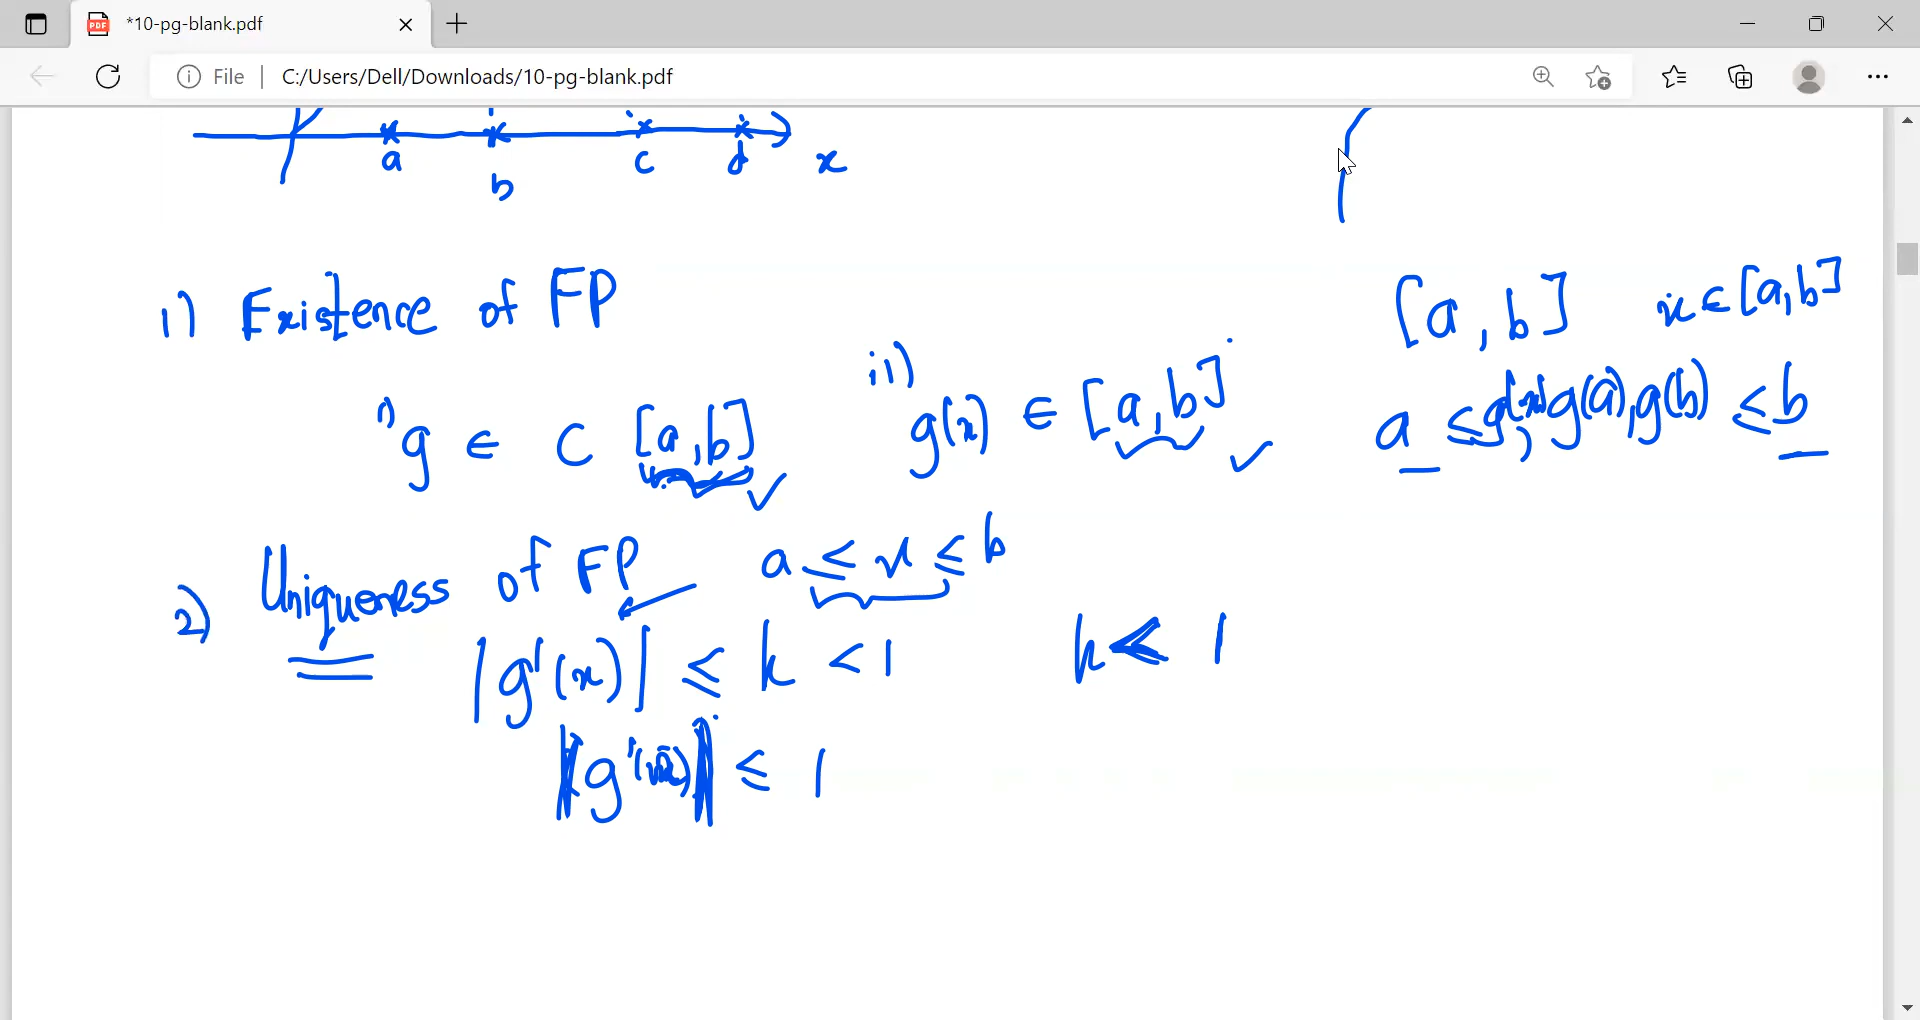 *10-pg-blank.pdf
File | C:/Users/Dell/Downloads/10-pg-blank.pdf
a b c d x
1) Existence of FP
[a, b] x ∈ [a, b]
i) g ∈ C [a, b]
ii) g(x) ∈ [a, b]
a ≤ g(x), g(a), g(b) ≤ b
2) Uniqueness of FP a ≤ x ≤ b
|g'(x)| ≤ k < 1 k < 1
|g'(x)| ≤ 1